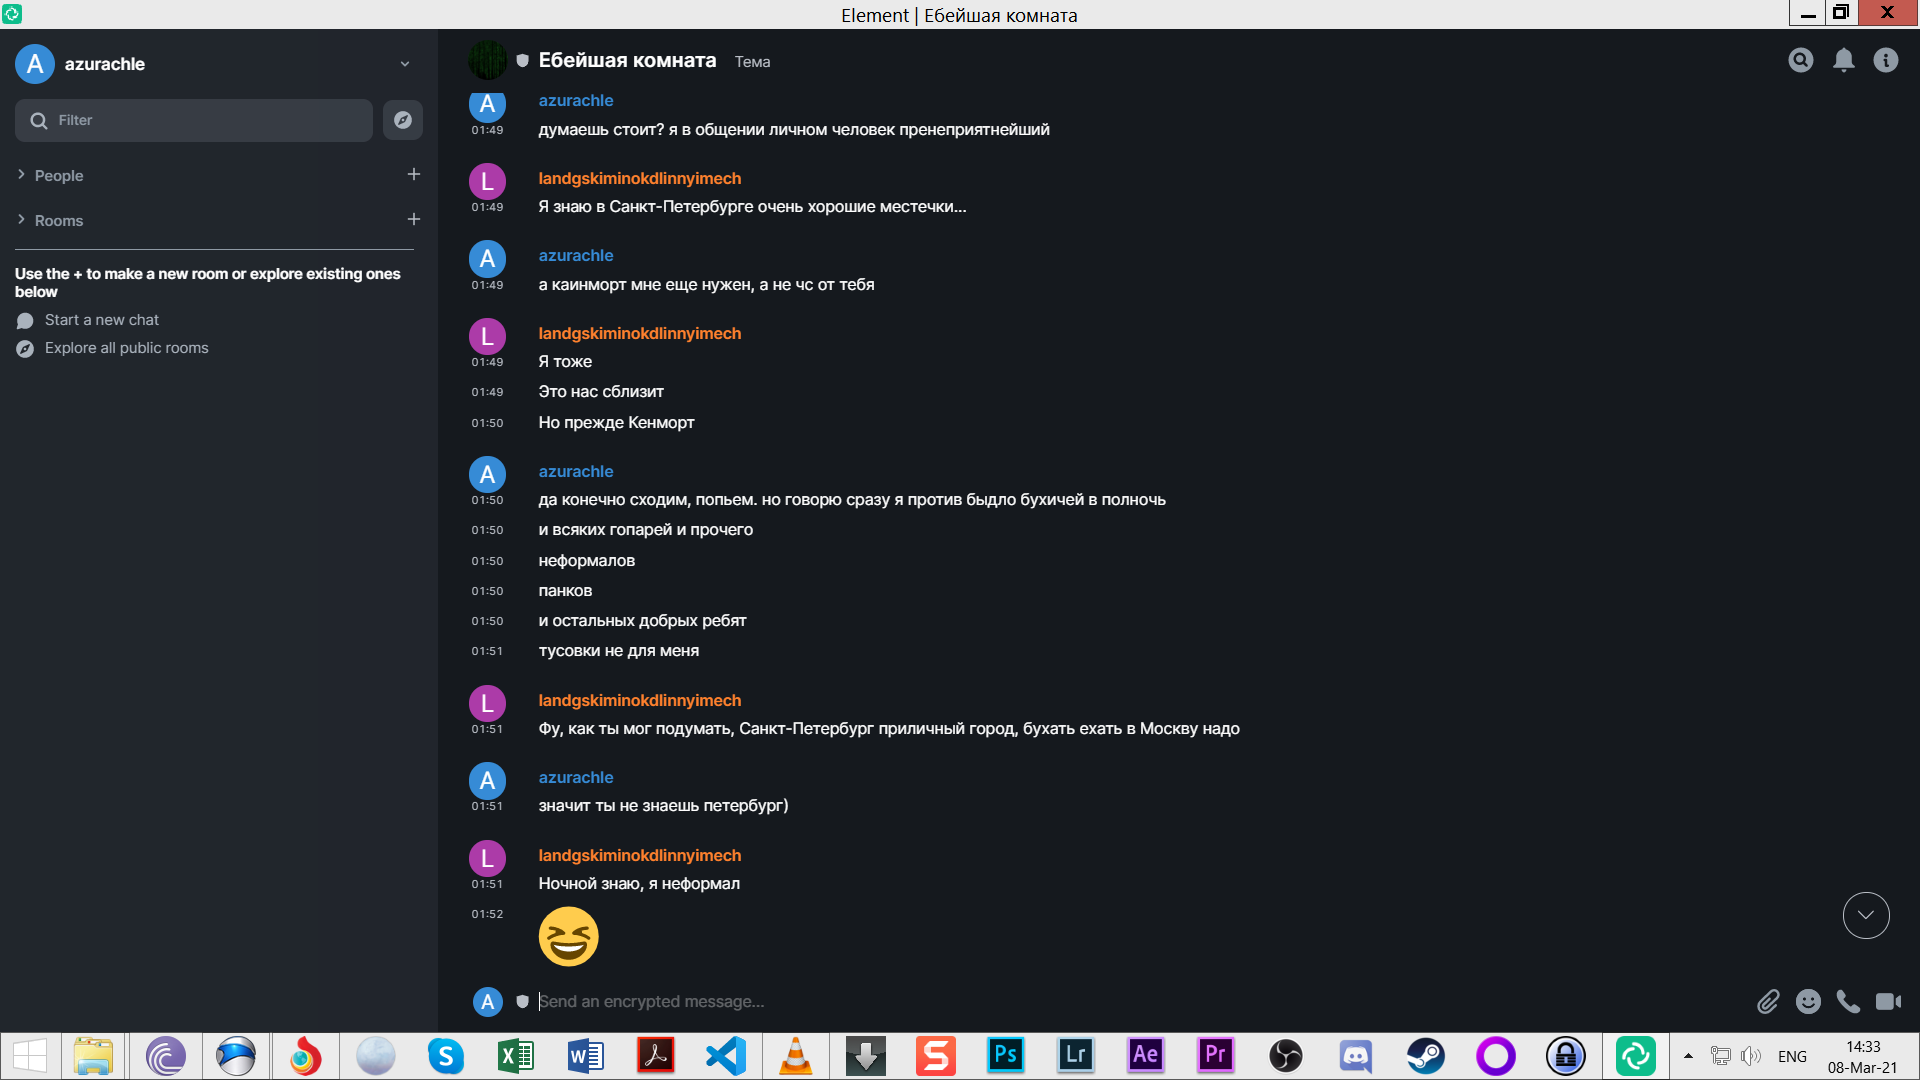 Element | Ебейшая комната
A azurachle
Filter
People
Rooms
Use the + to make a new room or explore existing ones
below
Start a new chat
Explore all public rooms
Ебейшая комната Тема
A azurachle
01:49 думаешь стоит? я в общении личном человек пренеприятнейший
L landgskiminokdlinnyimech
01:49 Я знаю в Санкт-Петербурге очень хорошие местечки...
A azurachle
01:49 а каинморт мне еще нужен, а не чс от тебя
L landgskiminokdlinnyimech
01:49 Я тоже
01:49 Это нас сблизит
01:50 Но прежде Кенморт
A azurachle
01:50 да конечно сходим, попьем. но говорю сразу я против быдло бухичей в полночь
01:50 и всяких гопарей и прочего
01:50 неформалов
01:50 панков
01:50 и остальных добрых ребят
01:51 тусовки не для меня
L landgskiminokdlinnyimech
01:51 Фу, как ты мог подумать, Санкт-Петербург приличный город, бухать ехать в Москву надо
A azurachle
01:51 значит ты не знаешь петербург)
L landgskiminokdlinnyimech
01:51 Ночной знаю, я неформал
01:52
A Send an encrypted message...
S X W S Ps Lr Ae Pr ENG 14:33
08-Mar-21